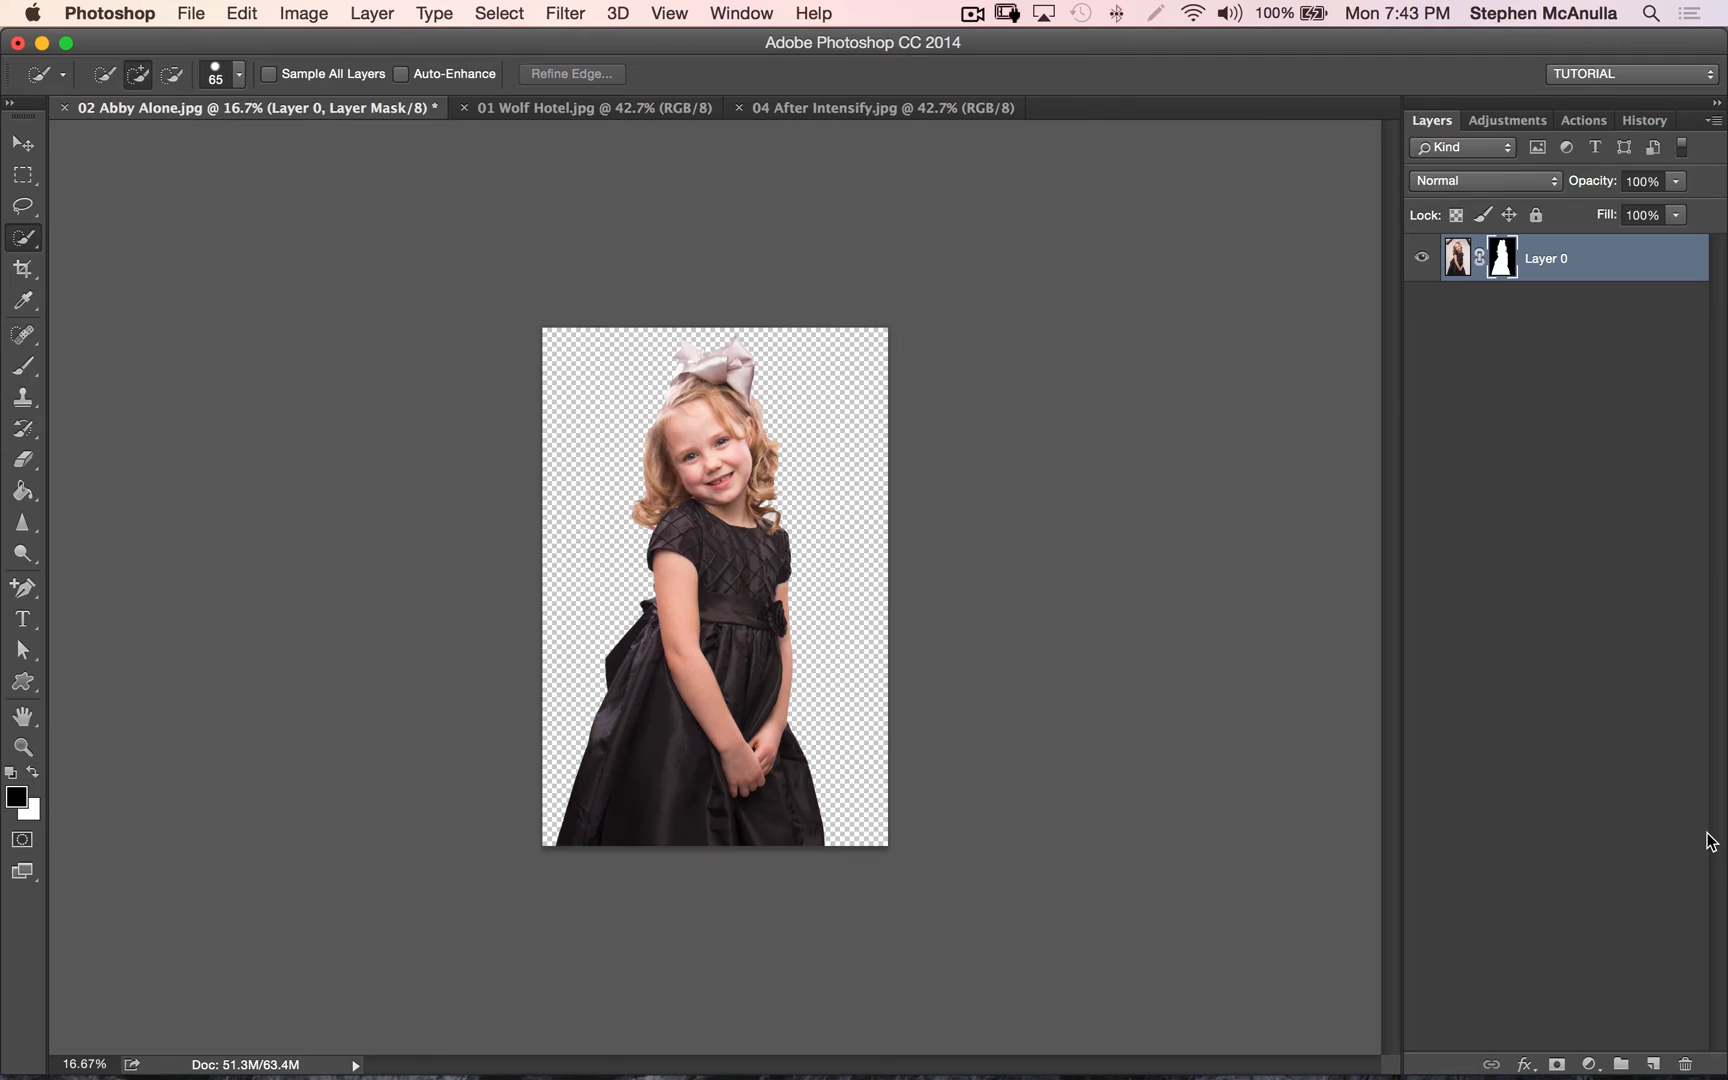 Photoshop File Edit Image Layer Type Select Filter 3D View Window Help 100% Mon 7:43 PM Stephen McAnulla
Adobe Photoshop CC 2014
65 Sample All Layers Auto-Enhance Refine Edge... TUTORIAL
02 Abby Alone.jpg @ 16.7% (Layer 0, Layer Mask/8) * 01 Wolf Hotel.jpg @ 42.7% (RGB/8) 04 After Intensify.jpg @ 42.7% (RGB/8)
Layers Adjustments Actions History
Kind
Normal Opacity: 100%
Lock: Fill: 100%
Layer 0
16.67% Doc: 51.3M/63.4M